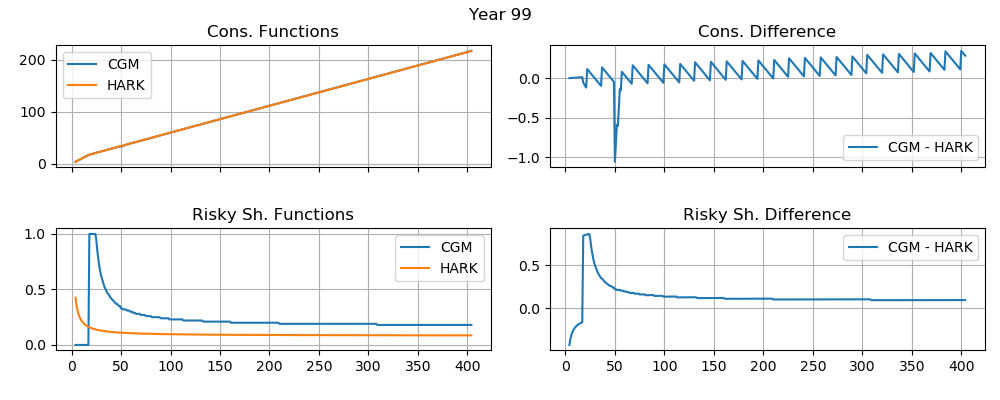 Year 99
Cons. Functions
200
100
0
CGM
HARK
Cons. Difference
0.0
−0.5
−1.0
CGM - HARK
Risky Sh. Functions
1.0
0.5
0.0
CGM
HARK
0 50 100 150 200 250 300 350 400
Risky Sh. Difference
0.5
0.0
CGM - HARK
0 50 100 150 200 250 300 350 400